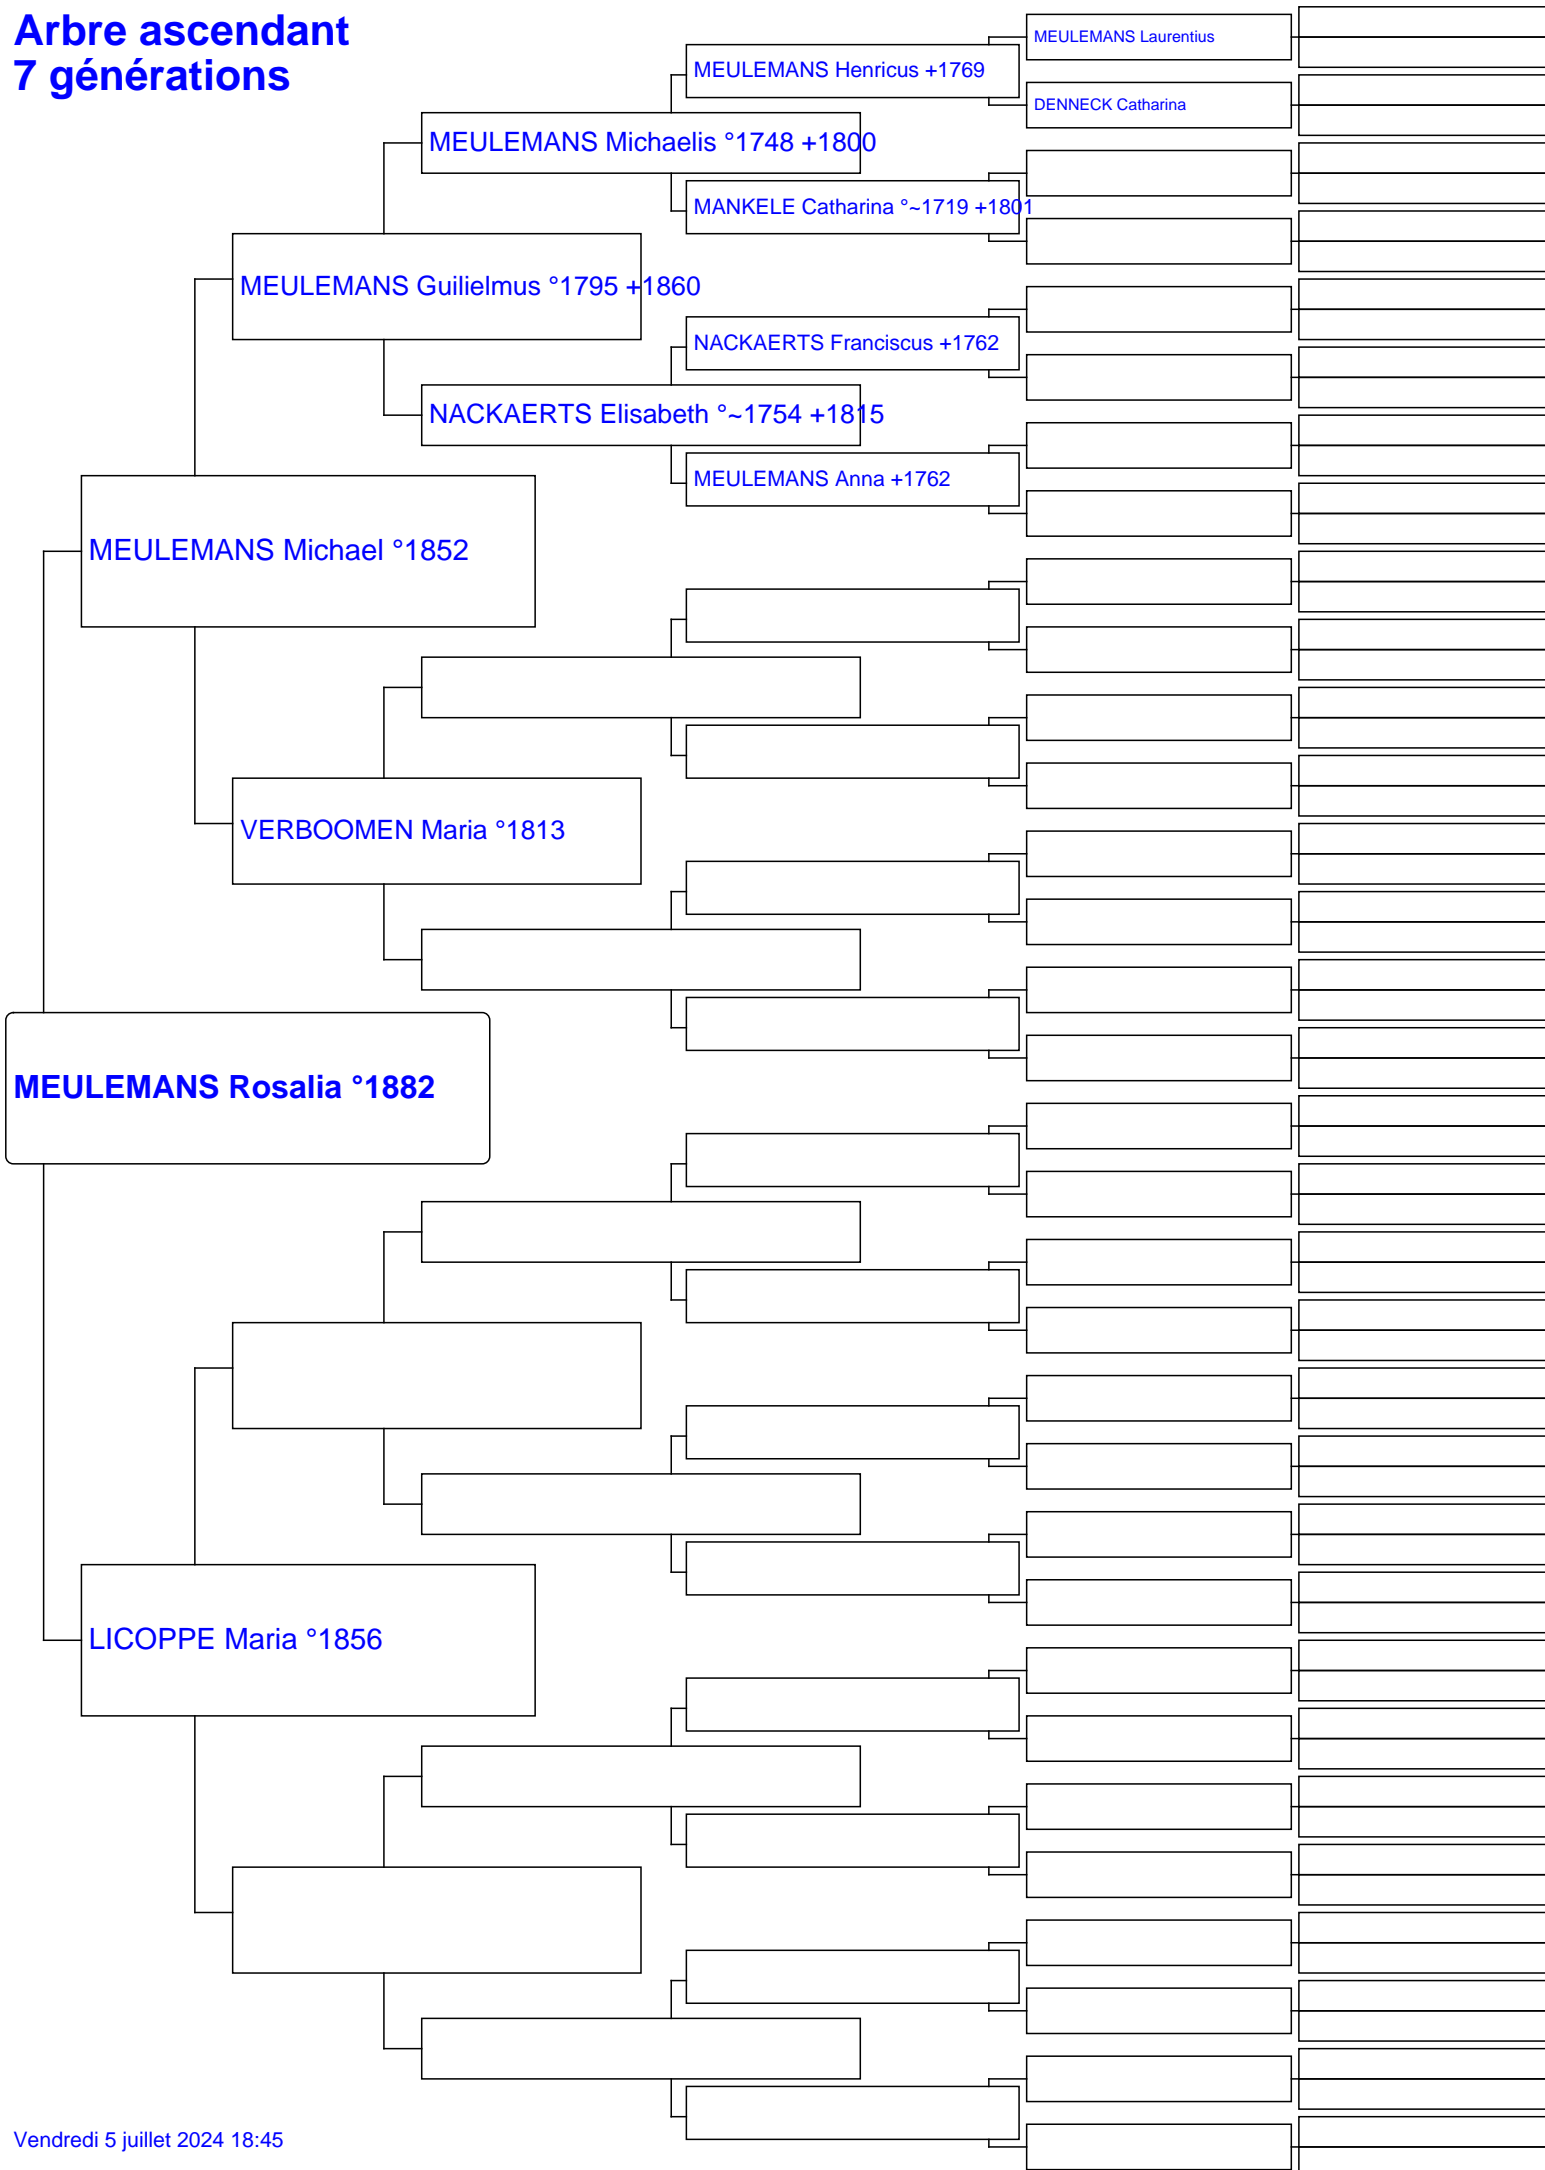 Arbre ascendant
7 générations
MEULEMANS Laurentius
MEULEMANS Henricus +1769
DENNECK Catharina
MEULEMANS Michaelis °1748 +1800
MANKELE Catharina °~1719 +1801
MEULEMANS Guilielmus °1795 +1860
NACKAERTS Franciscus +1762
NACKAERTS Elisabeth °~1754 +1815
MEULEMANS Anna +1762
MEULEMANS Michael °1852
VERBOOMEN Maria °1813
MEULEMANS Rosalia °1882
LICOPPE Maria °1856
Vendredi 5 juillet 2024 18:45